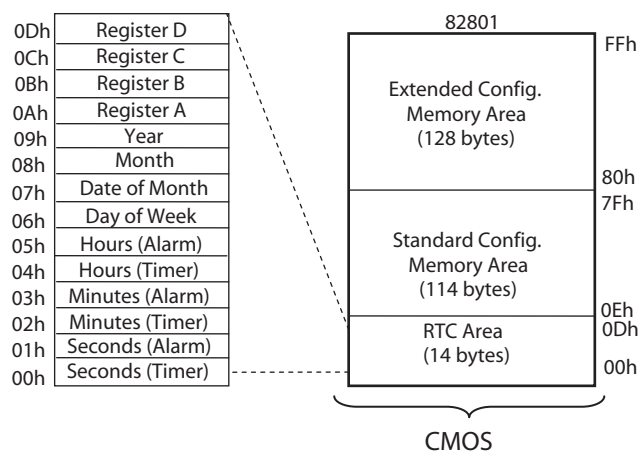 0Dh Register D
0Ch Register C
0Bh Register B
0Ah Register A
09h Year
08h Month
07h Date of Month
06h Day of Week
05h Hours (Alarm)
04h Hours (Timer)
03h Minutes (Alarm)
02h Minutes (Timer)
01h Seconds (Alarm)
00h Seconds (Timer)
82801
FFh
Extended Config.
Memory Area
(128 bytes)
80h
7Fh
Standard Config.
Memory Area
(114 bytes)
0Eh
0Dh
RTC Area
(14 bytes)
00h
CMOS